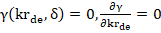 γ(kr_de, δ) = 0, ∂γ/∂kr_de = 0